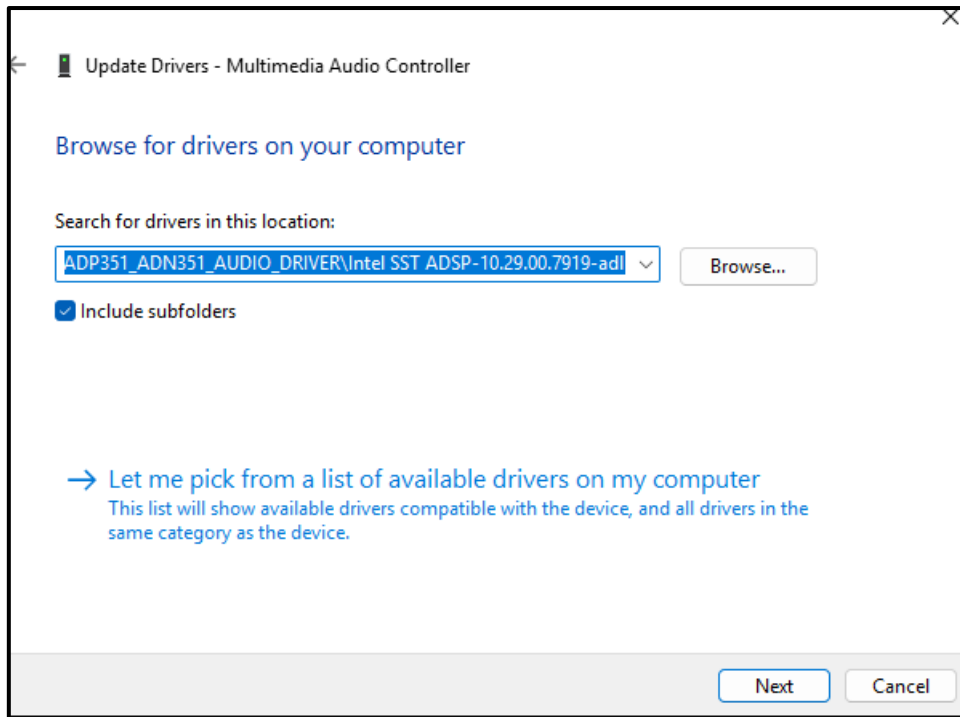 Update Drivers - Multimedia Audio Controller
Browse for drivers on your computer
Search for drivers in this location:
ADP351_ADN351_AUDIO_DRIVER\Intel SST ADSP-10.29.00.7919-adl
Browse...
Include subfolders
Let me pick from a list of available drivers on my computer
This list will show available drivers compatible with the device, and all drivers in the
same category as the device.
Next
Cancel